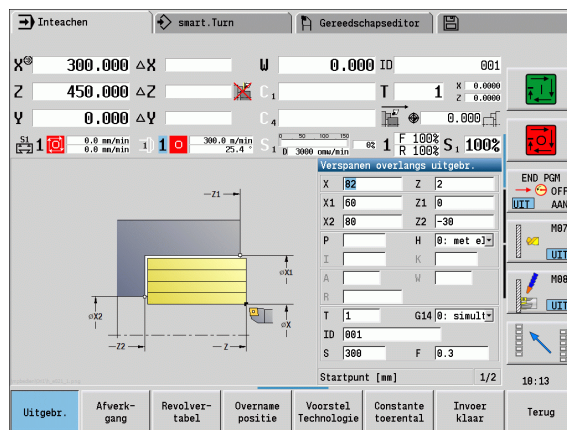 Inteachen
smart.Turn
Gereedschapseditor
X 300.000 ΔX W 0.000 ID 001
Z 450.000 ΔZ C1 T 1 X 0.0000 Z 0.0000
Y 0.000 ΔY C4 0.000
S1 1 0.0 mm/min 0.0 mm/min 1 300.0 m/min 25.4 ° S1 0 50 100 150 0% D 3000 omw/min 1 F 100% R 100% S1 100%
Verspanen overlangs uitgebr.
X 82 Z 2
X1 60 Z1 0
X2 80 Z2 -30
P H 0: met el
I K
A W
R
T 1 G14 0: simult
ID 001
S 300 F 0.3
Startpunt [mm] 1/2
Z1
⌀X1
⌀X2
⌀X
Z2
Z
END PGM
OFF
UIT AAN
M07
UIT
M08
UIT
10:13
Uitgebr.
Afwerk-
gang
Revolver-
tabel
Overname
positie
Voorstel
Technologie
Constante
toerental
Invoer
klaar
Terug